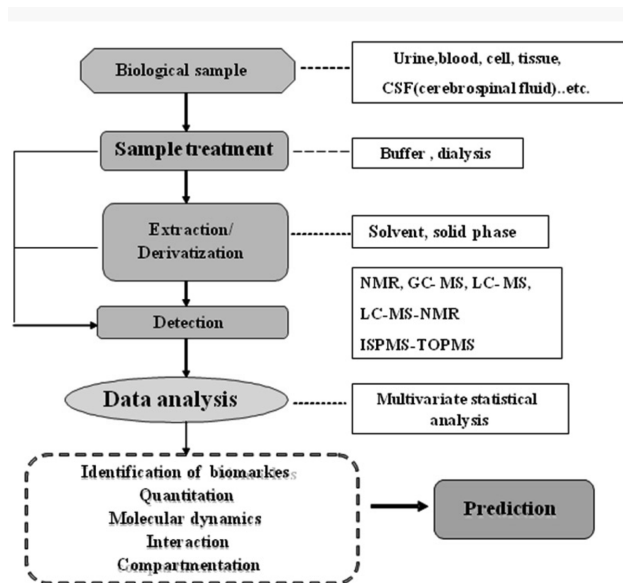 Biological sample
Urine,blood, cell, tissue,
CSF(cerebrospinal fluid)..etc.
Sample treatment
Buffer , dialysis
Extraction/
Derivatization
Solvent, solid phase
NMR, GC- MS, LC- MS,
LC-MS-NMR
ISPMS-TOPMS
Detection
Data analysis
Multivariate statistical
analysis
Identification of biomarkes
Quantitation
Molecular dynamics
Interaction
Compartmentation
Prediction